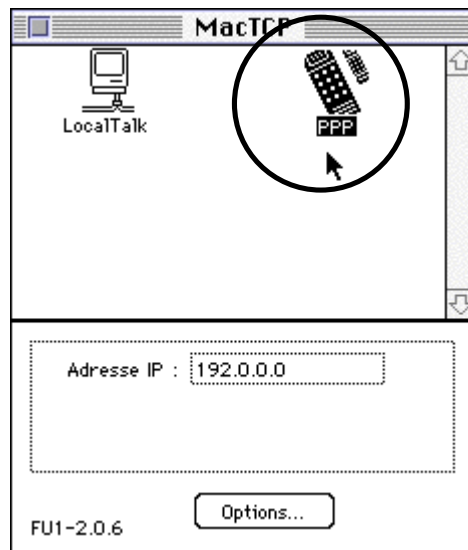 MacTCP
LocalTalk
PPP
Adresse IP : 192.0.0.0
Options...
FU1-2.0.6